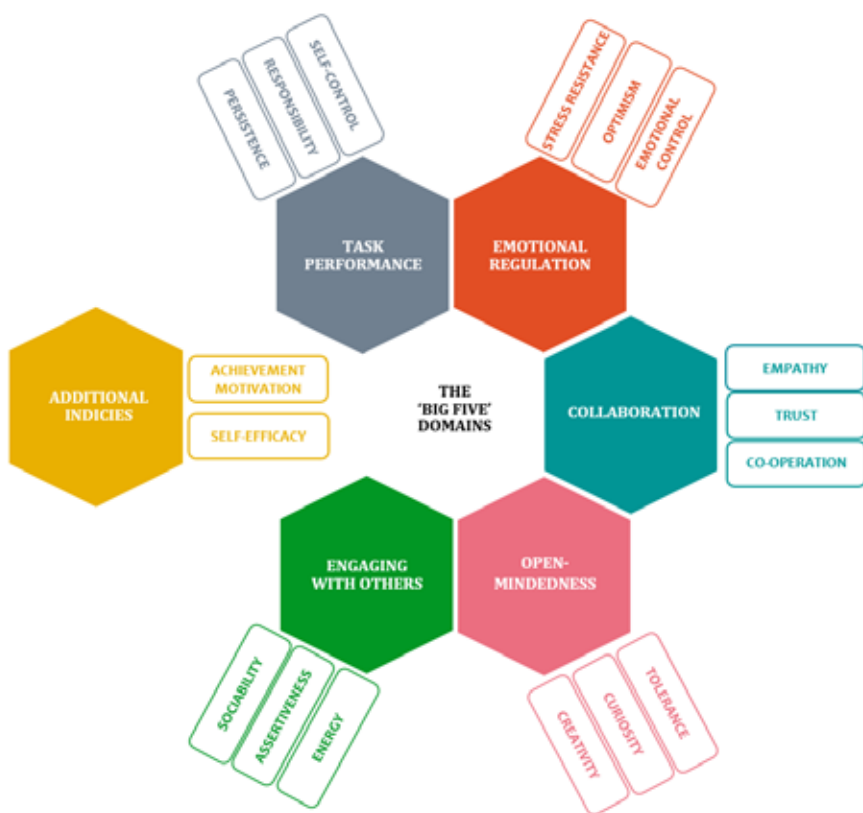 PERSISTENCE
RESPONSIBILITY
SELF-CONTROL
STRESS RESISTANCE
OPTIMISM
EMOTIONAL
CONTROL
TASK
PERFORMANCE
EMOTIONAL
REGULATION
ADDITIONAL
INDICIES
ACHIEVEMENT
MOTIVATION
SELF-EFFICACY
THE
'BIG FIVE'
DOMAINS
COLLABORATION
EMPATHY
TRUST
CO-OPERATION
ENGAGING
WITH OTHERS
OPEN-
MINDEDNESS
SOCIABILITY
ASSERTIVENESS
ENERGY
CREATIVITY
CURIOSITY
TOLERANCE